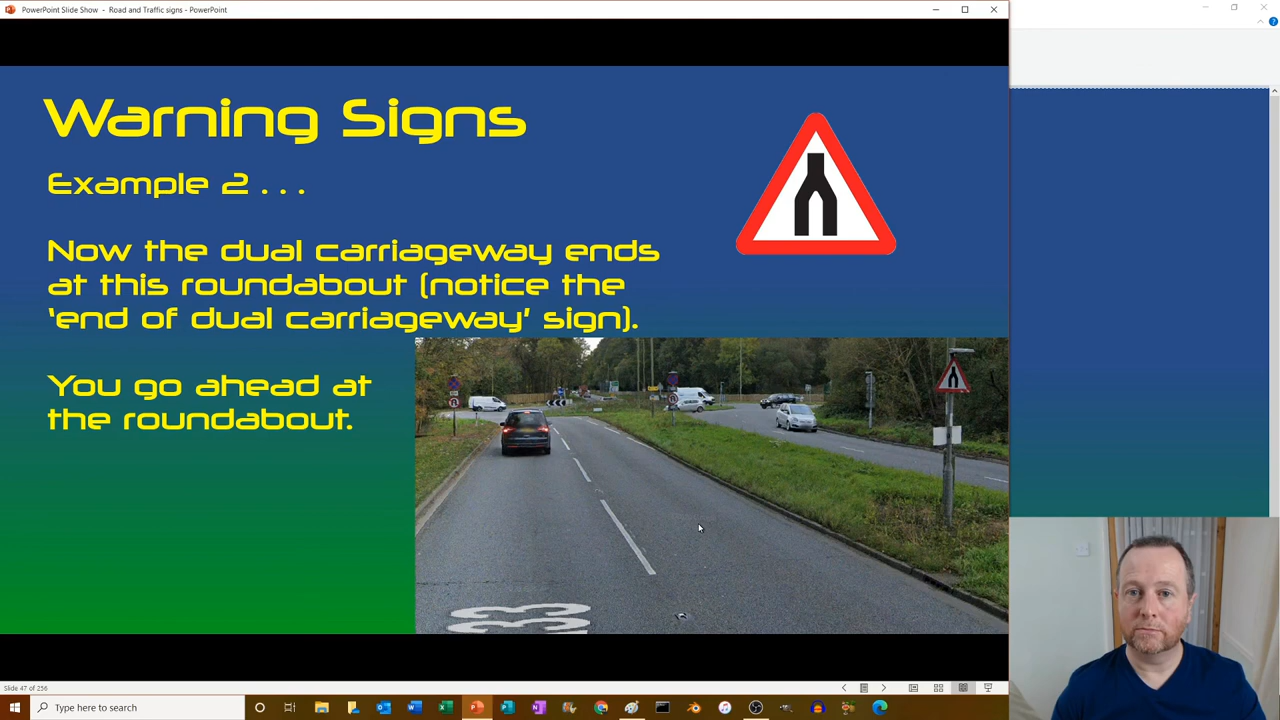 PowerPoint Slide Show - Road and Traffic signs - PowerPoint
Warning Signs
Example 2 . . .
Now the dual carriageway ends
at this roundabout (notice the
‘end of dual carriageway’ sign).
You go ahead at
the roundabout.
33
Slide 47 of 256
Type here to search